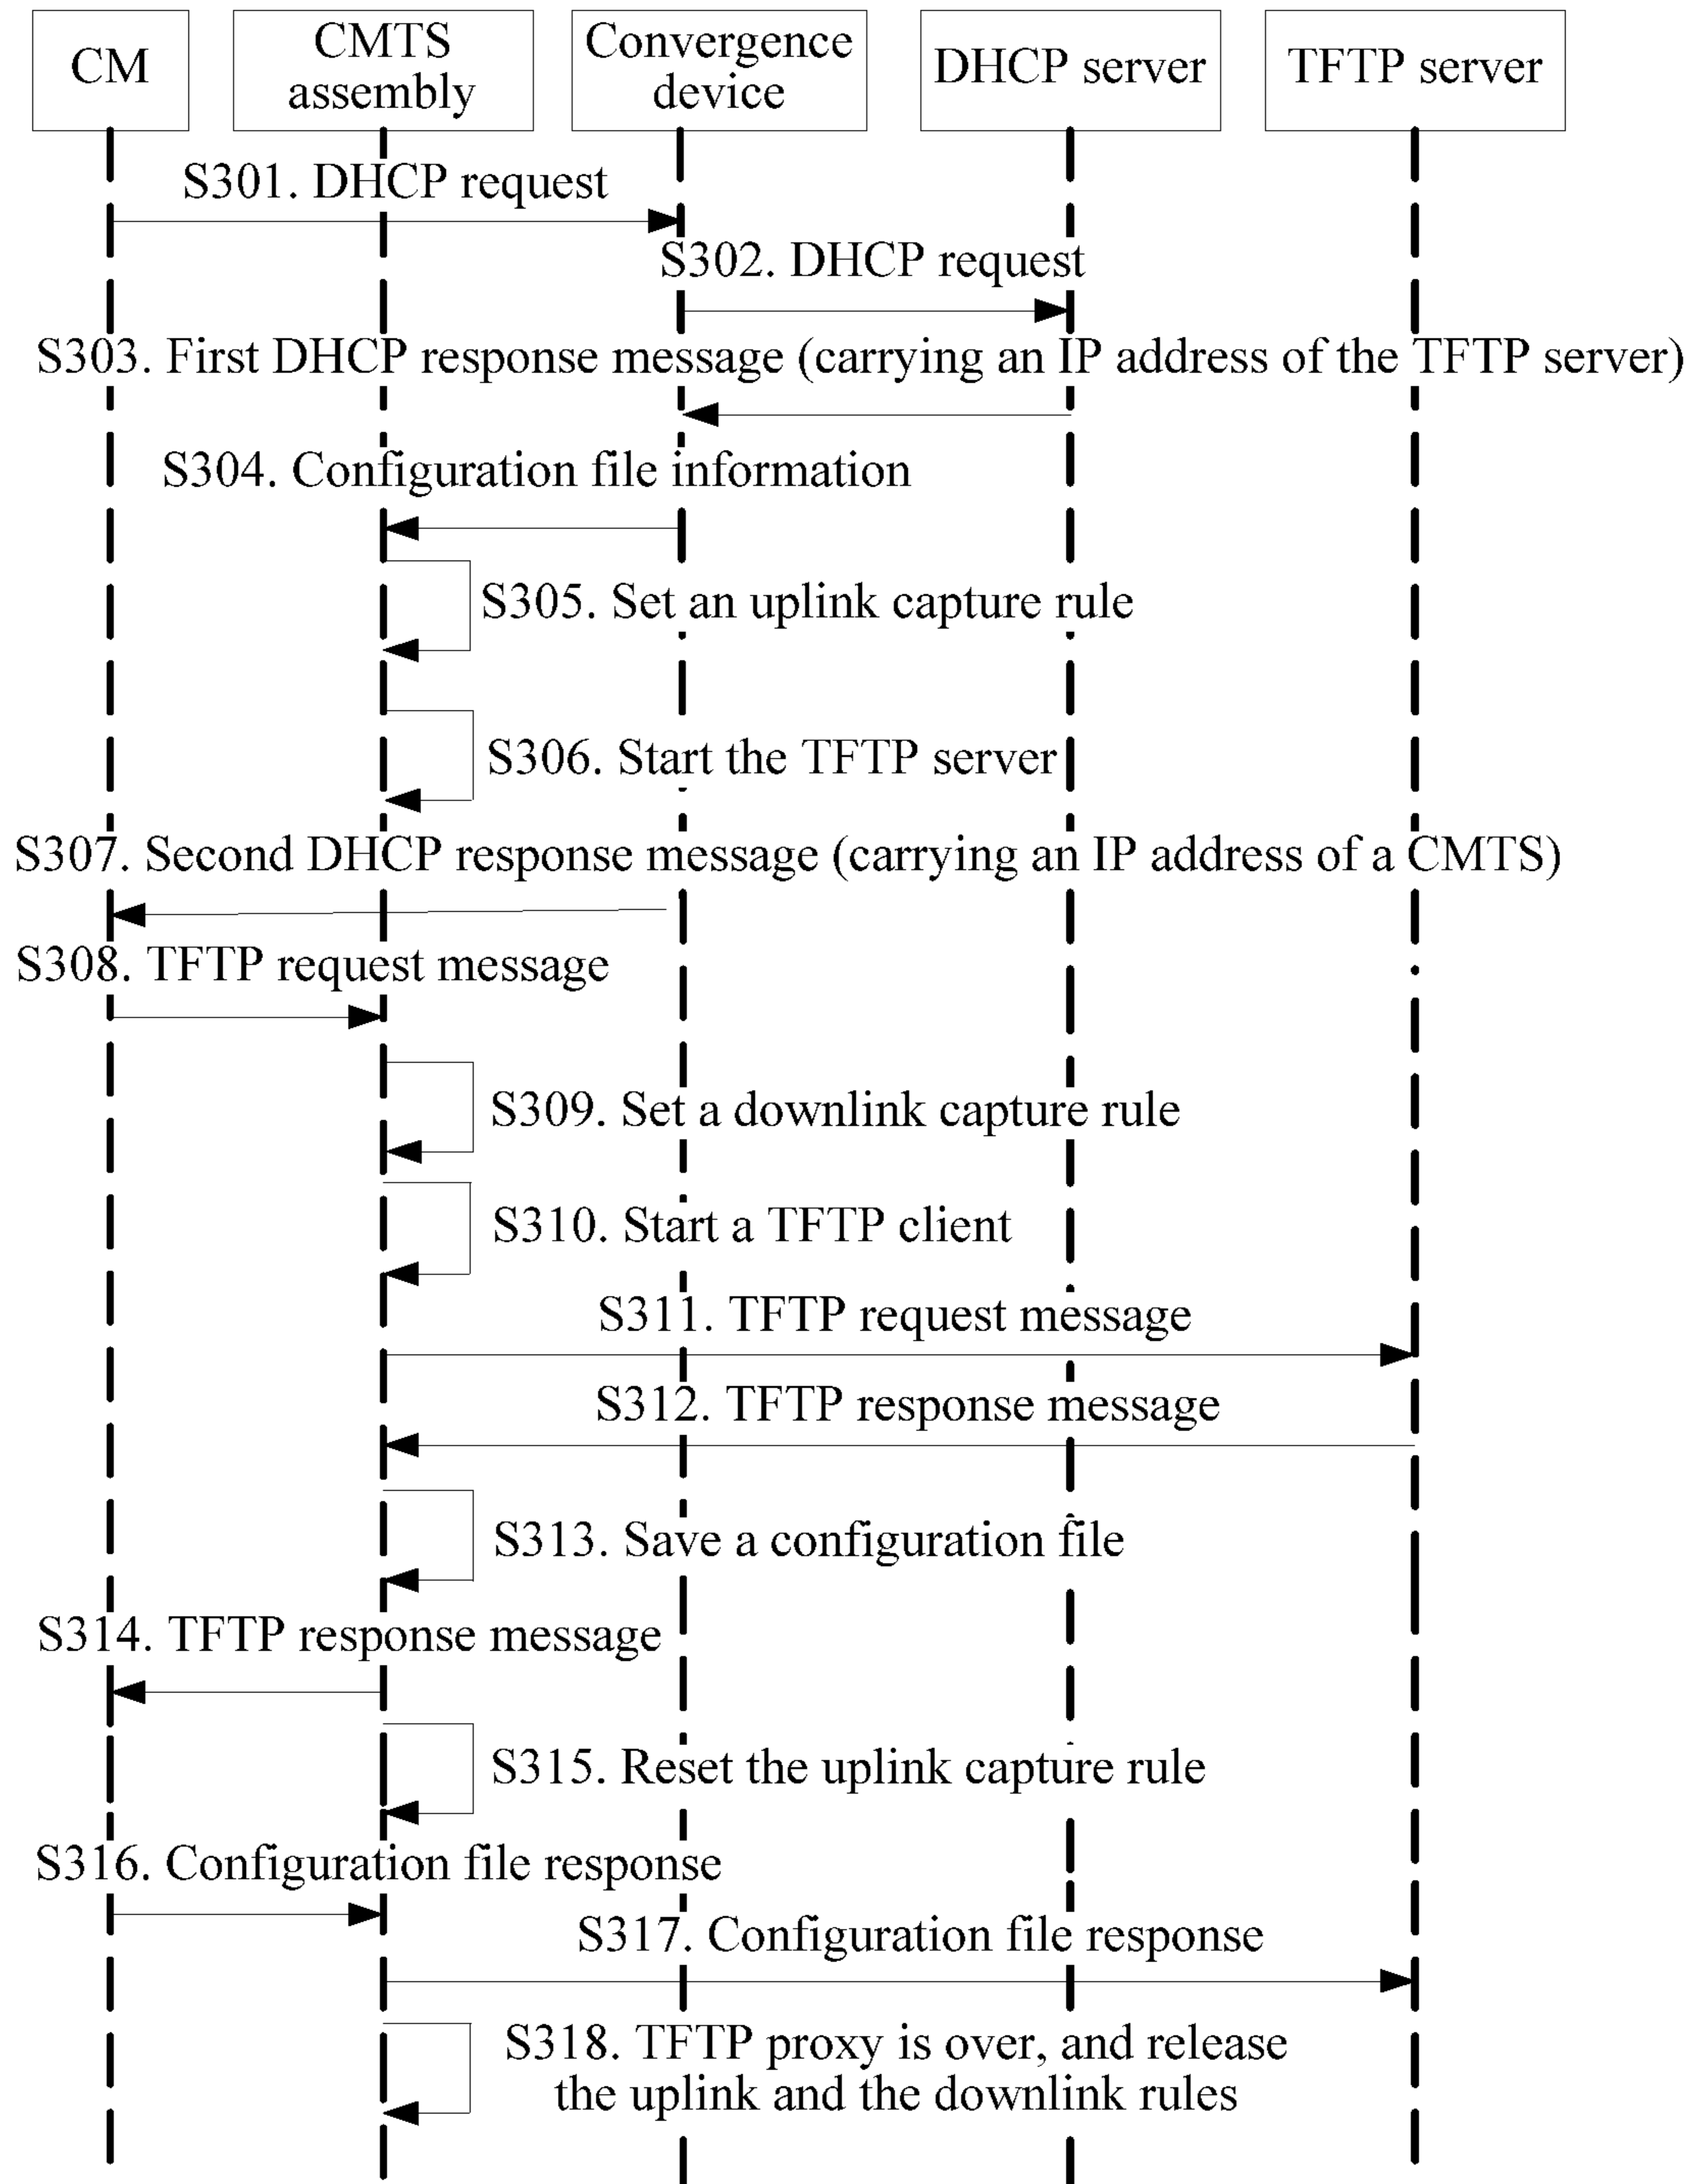 CM
CMTS
assembly
Convergence
device
DHCP server
TFTP server
S301. DHCP request
S302. DHCP request
S303. First DHCP response message (carrying an IP address of the TFTP server)
S304. Configuration file information
S305. Set an uplink capture rule
S306. Start the TFTP server
S307. Second DHCP response message (carrying an IP address of a CMTS)
S308. TFTP request message
S309. Set a downlink capture rule
S310. Start a TFTP client
S311. TFTP request message
S312. TFTP response message
S313. Save a configuration file
S314. TFTP response message
S315. Reset the uplink capture rule
S316. Configuration file response
S317. Configuration file response
S318. TFTP proxy is over, and release
the uplink and the downlink rules